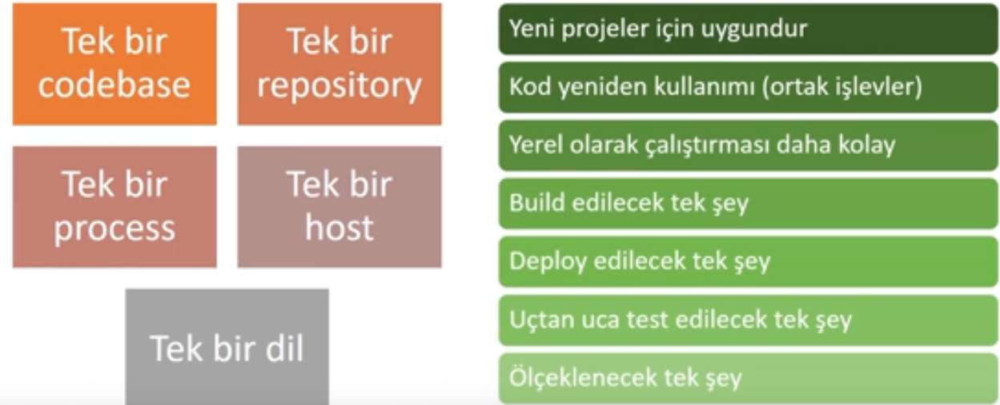 Tek bir
codebase
Tek bir
repository
Tek bir
process
Tek bir
host
Tek bir dil
Yeni projeler için uygundur
Kod yeniden kullanımı (ortak işlevler)
Yerel olarak çalıştırması daha kolay
Build edilecek tek şey
Deploy edilecek tek şey
Uçtan uca test edilecek tek şey
Ölçeklenecek tek şey